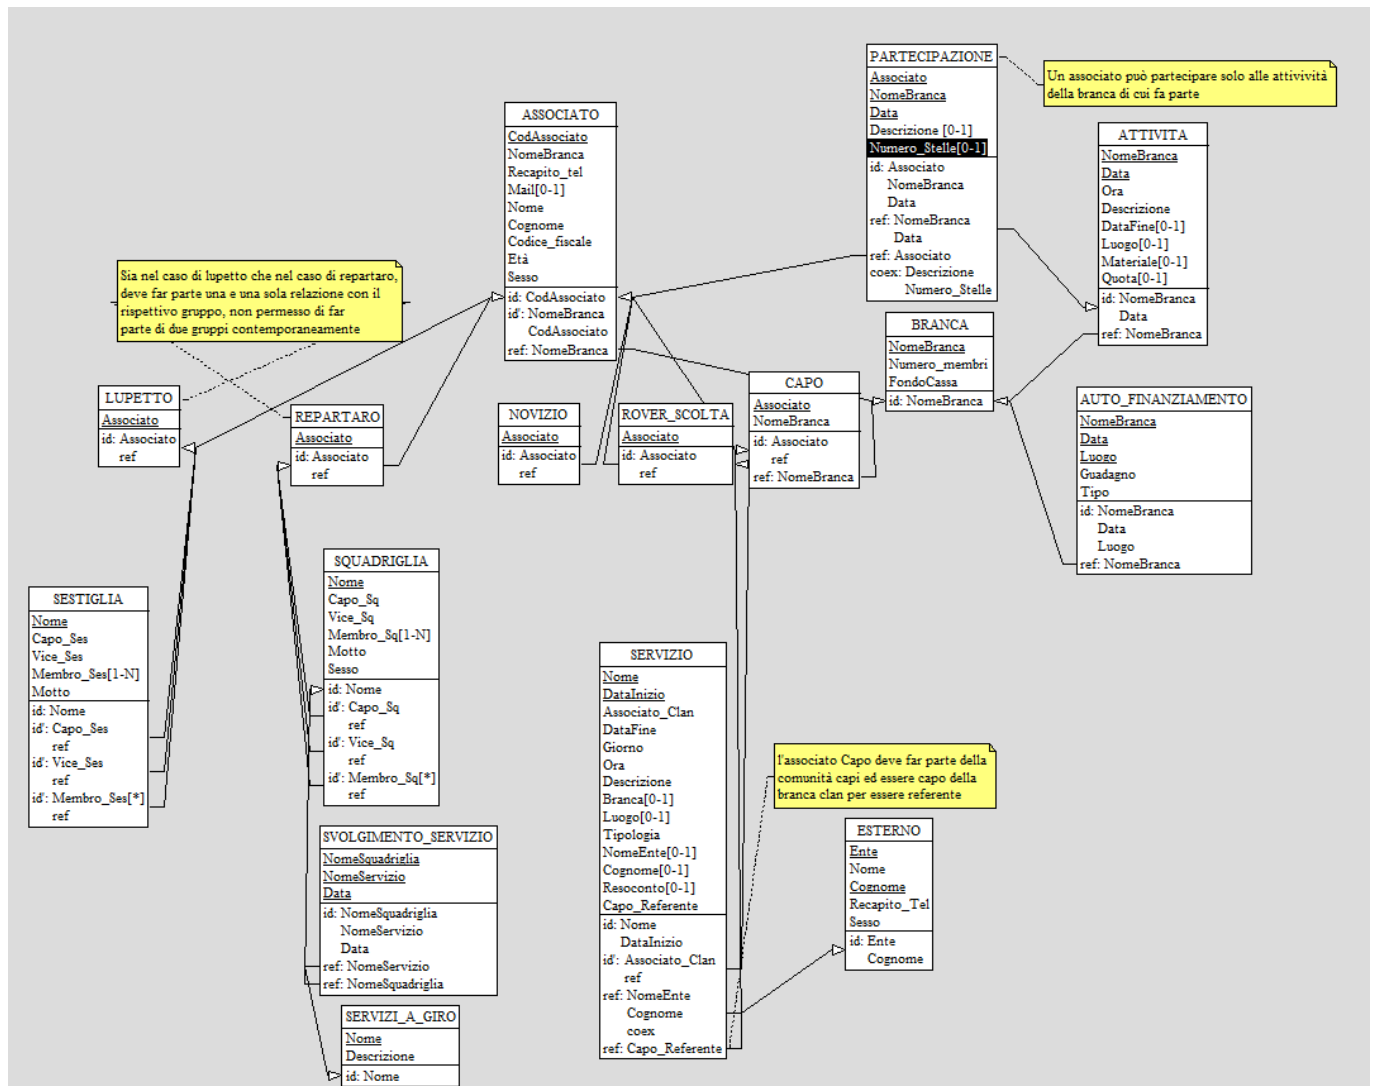 PARTECIPAZIONE
Associato
NomeBranca
Data
Descrizione [0-1]
Numero_Stelle[0-1]
id: Associato
NomeBranca
Data
ref: NomeBranca
Data
ref: Associato
coex: Descrizione
Numero_Stelle
Un associato può partecipare solo alle attivività
della branca di cui fa parte
ASSOCIATO
CodAssociato
NomeBranca
Recapito_tel
Mail[0-1]
Nome
Cognome
Codice_fiscale
Età
Sesso
id: CodAssociato
id': NomeBranca
CodAssociato
ref: NomeBranca
ATTIVITA
NomeBranca
Data
Ora
Descrizione
DataFine[0-1]
Luogo[0-1]
Materiale[0-1]
Quota[0-1]
id: NomeBranca
Data
ref: NomeBranca
Sia nel caso di lupetto che nel caso di repartaro,
deve far parte una e una sola relazione con il
rispettivo gruppo, non permesso di far
parte di due gruppi contemporaneamente
BRANCA
NomeBranca
Numero_membri
FondoCassa
id: NomeBranca
LUPETTO
Associato
id: Associato
ref
REPARTARO
Associato
id: Associato
ref
NOVIZIO
Associato
id: Associato
ref
ROVER_SCOLTA
Associato
id: Associato
ref
CAPO
Associato
NomeBranca
id: Associato
ref
ref: NomeBranca
AUTO_FINANZIAMENTO
NomeBranca
Data
Luogo
Guadagno
Tipo
id: NomeBranca
Data
Luogo
ref: NomeBranca
SESTIGLIA
Nome
Capo_Ses
Vice_Ses
Membro_Ses[1-N]
Motto
id: Nome
id': Capo_Ses
ref
id': Vice_Ses
ref
id': Membro_Ses[*]
ref
SQUADRIGLIA
Nome
Capo_Sq
Vice_Sq
Membro_Sq[1-N]
Motto
Sesso
id: Nome
id': Capo_Sq
ref
id': Vice_Sq
ref
id': Membro_Sq[*]
ref
SERVIZIO
Nome
DataInizio
Associato_Clan
DataFine
Giorno
Ora
Descrizione
Branca[0-1]
Luogo[0-1]
Tipologia
NomeEnte[0-1]
Cognome[0-1]
Resoconto[0-1]
Capo_Referente
id: Nome
DataInizio
id': Associato_Clan
ref
ref: NomeEnte
Cognome
coex
ref: Capo_Referente
l'associato Capo deve far parte della
comunità capi ed essere capo della
branca clan per essere referente
SVOLGIMENTO_SERVIZIO
NomeSquadriglia
NomeServizio
Data
id: NomeSquadriglia
NomeServizio
Data
ref: NomeServizio
ref: NomeSquadriglia
ESTERNO
Ente
Nome
Cognome
Recapito_Tel
Sesso
id: Ente
Cognome
SERVIZI_A_GIRO
Nome
Descrizione
id: Nome